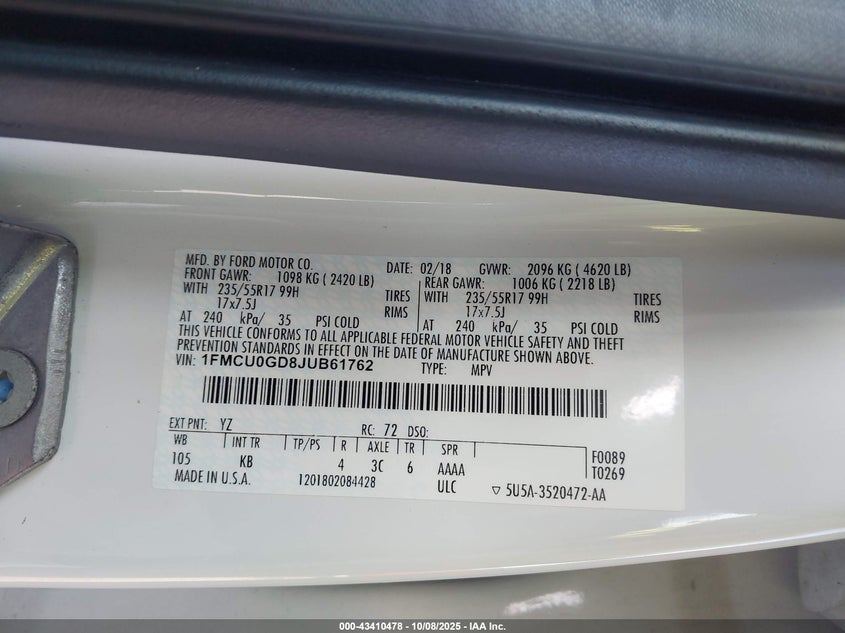 MFD. BY FORD MOTOR CO. DATE: 02/18 GVWR: 2096 KG ( 4620 LB)
FRONT GAWR: 1098 KG ( 2420 LB) REAR GAWR: 1006 KG ( 2218 LB)
WITH 235/55R17 99H TIRES WITH 235/55R17 99H TIRES
17x7.5J RIMS 17x7.5J RIMS
AT 240 kPa/ 35 PSI COLD AT 240 kPa/ 35 PSI COLD
THIS VEHICLE CONFORMS TO ALL APPLICABLE FEDERAL MOTOR VEHICLE SAFETY AND THEFT
PREVENTION STANDARDS IN EFFECT ON THE DATE OF MANUFACTURE SHOWN ABOVE.
VIN: 1FMCU0GD8JUB61762 TYPE: MPV
EXT PNT: YZ RC: 72 DSO:
WB INT TR TP/PS R AXLE TR SPR F0089
105 KB 4 3C 6 AAAA T0269
MADE IN U.S.A. 1201802084428 ULC ▽ 5U5A-3520472-AA
000-43410478 - 10/08/2025 - IAA Inc.